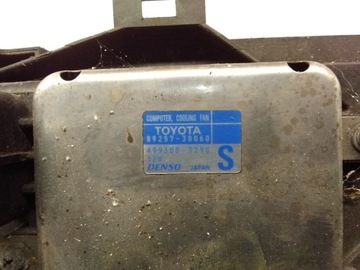 COMPUTER, COOLING FAN
TOYOTA
89257-30060
DENSO JAPAN S